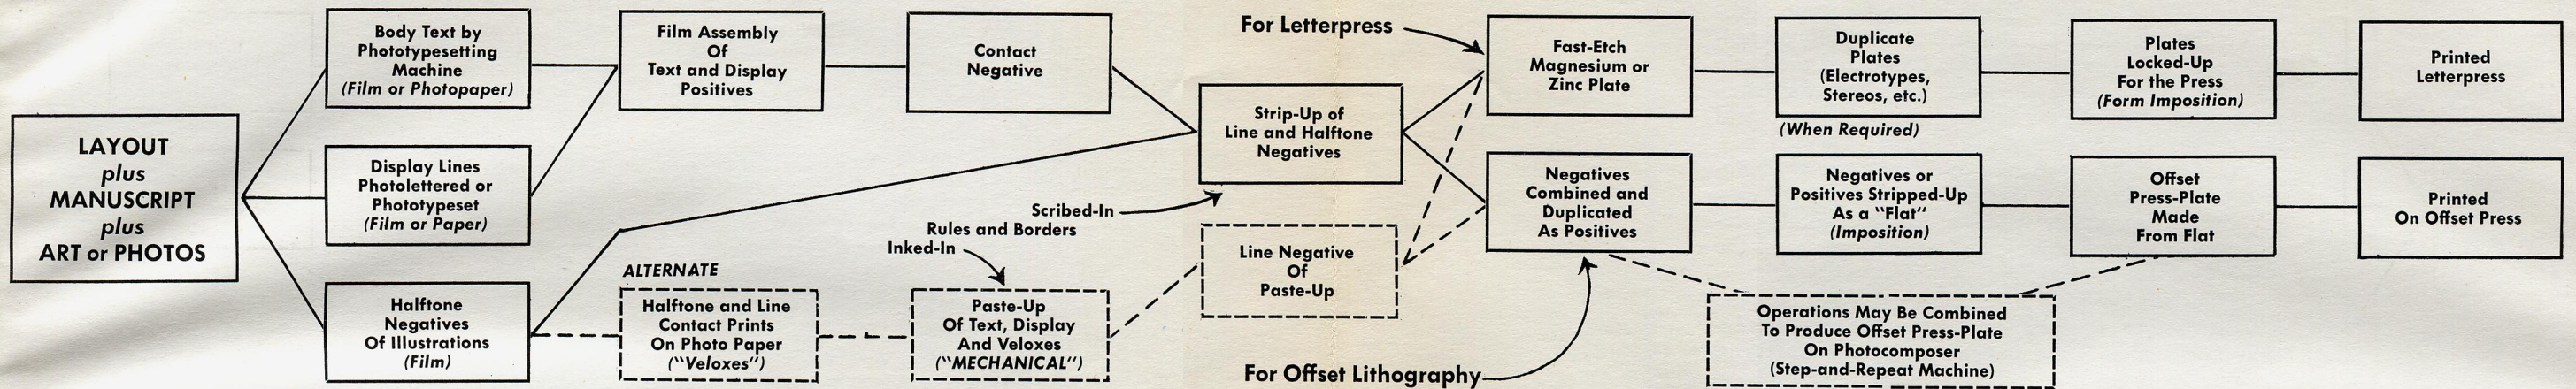 LAYOUT
plus
MANUSCRIPT
plus
ART or PHOTOS
Body Text by
Phototypesetting
Machine
(Film or Photopaper)
Display Lines
Photolettered or
Phototypeset
(Film or Paper)
Halftone
Negatives
Of Illustrations
(Film)
Film Assembly
Of
Text and Display
Positives
Contact
Negative
ALTERNATE
Halftone and Line
Contact Prints
On Photo Paper
("Veloxes")
Scribed-In
Rules and Borders
Inked-In
Paste-Up
Of Text, Display
And Veloxes
("MECHANICAL")
Strip-Up of
Line and Halftone
Negatives
Line Negative
Of
Paste-Up
For Letterpress
Fast-Etch
Magnesium or
Zinc Plate
Duplicate
Plates
(Electrotypes,
Stereos, etc.)
(When Required)
Plates
Locked-Up
For the Press
(Form Imposition)
Printed
Letterpress
For Offset Lithography
Negatives
Combined and
Duplicated
As Positives
Negatives or
Positives Stripped-Up
As a "Flat"
(Imposition)
Offset
Press-Plate
Made
From Flat
Printed
On Offset Press
Operations May Be Combined
To Produce Offset Press-Plate
On Photocomposer
(Step-and-Repeat Machine)